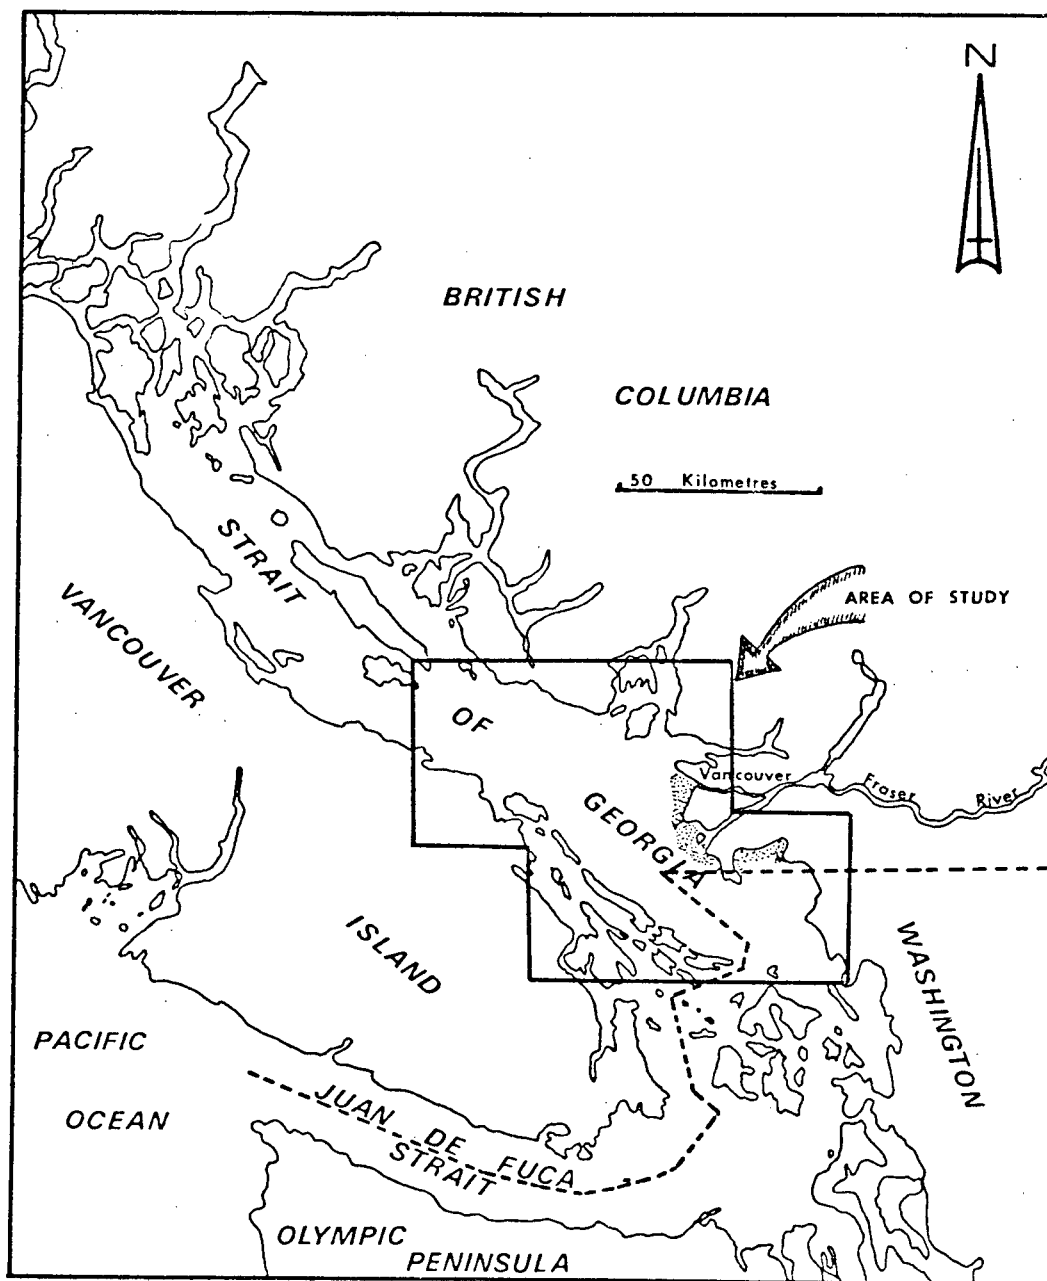 N
BRITISH
COLUMBIA
50 Kilometres
STRAIT
AREA OF STUDY
VANCOUVER
OF
Vancouver
Fraser
River
GEORGIA
ISLAND
WASHINGTON
PACIFIC
OCEAN
JUAN DE FUCA
STRAIT
OLYMPIC
PENINSULA